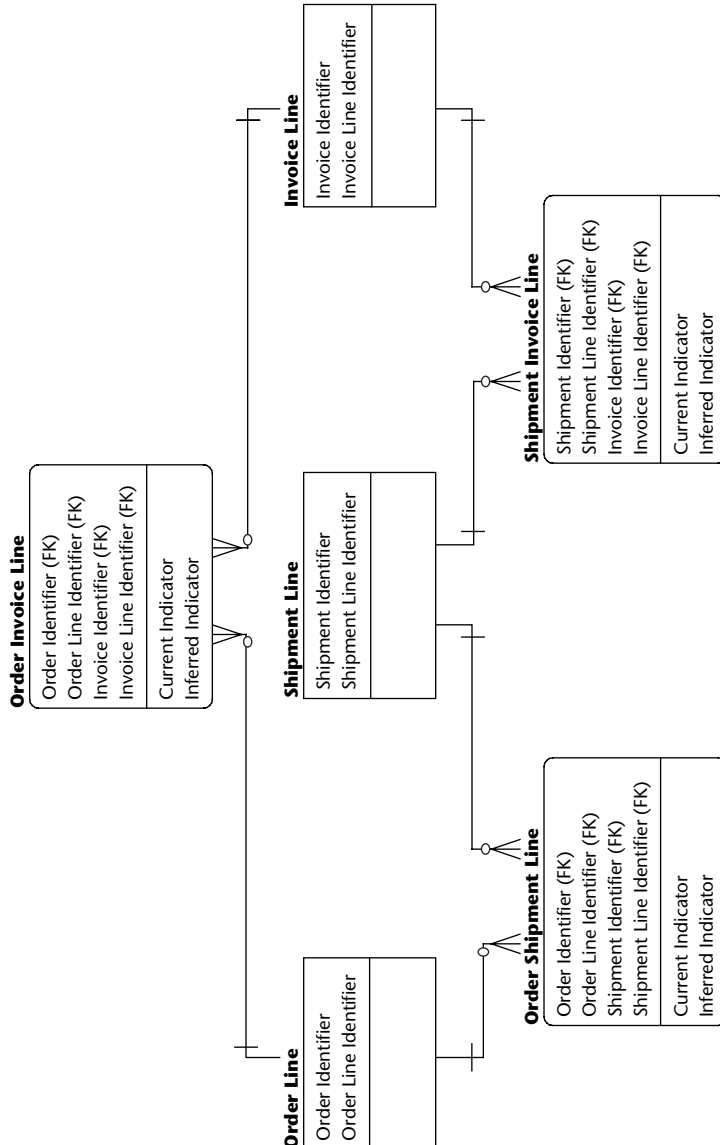 Order Invoice Line
Order Identifier (FK)
Order Line Identifier (FK)
Invoice Identifier (FK)
Invoice Line Identifier (FK)
Current Indicator
Inferred Indicator
Order Line
Order Identifier
Order Line Identifier
Shipment Line
Shipment Identifier
Shipment Line Identifier
Invoice Line
Invoice Identifier
Invoice Line Identifier
Order Shipment Line
Order Identifier (FK)
Order Line Identifier (FK)
Shipment Identifier (FK)
Shipment Line Identifier (FK)
Current Indicator
Inferred Indicator
Shipment Invoice Line
Shipment Identifier (FK)
Shipment Line Identifier (FK)
Invoice Identifier (FK)
Invoice Line Identifier (FK)
Current Indicator
Inferred Indicator